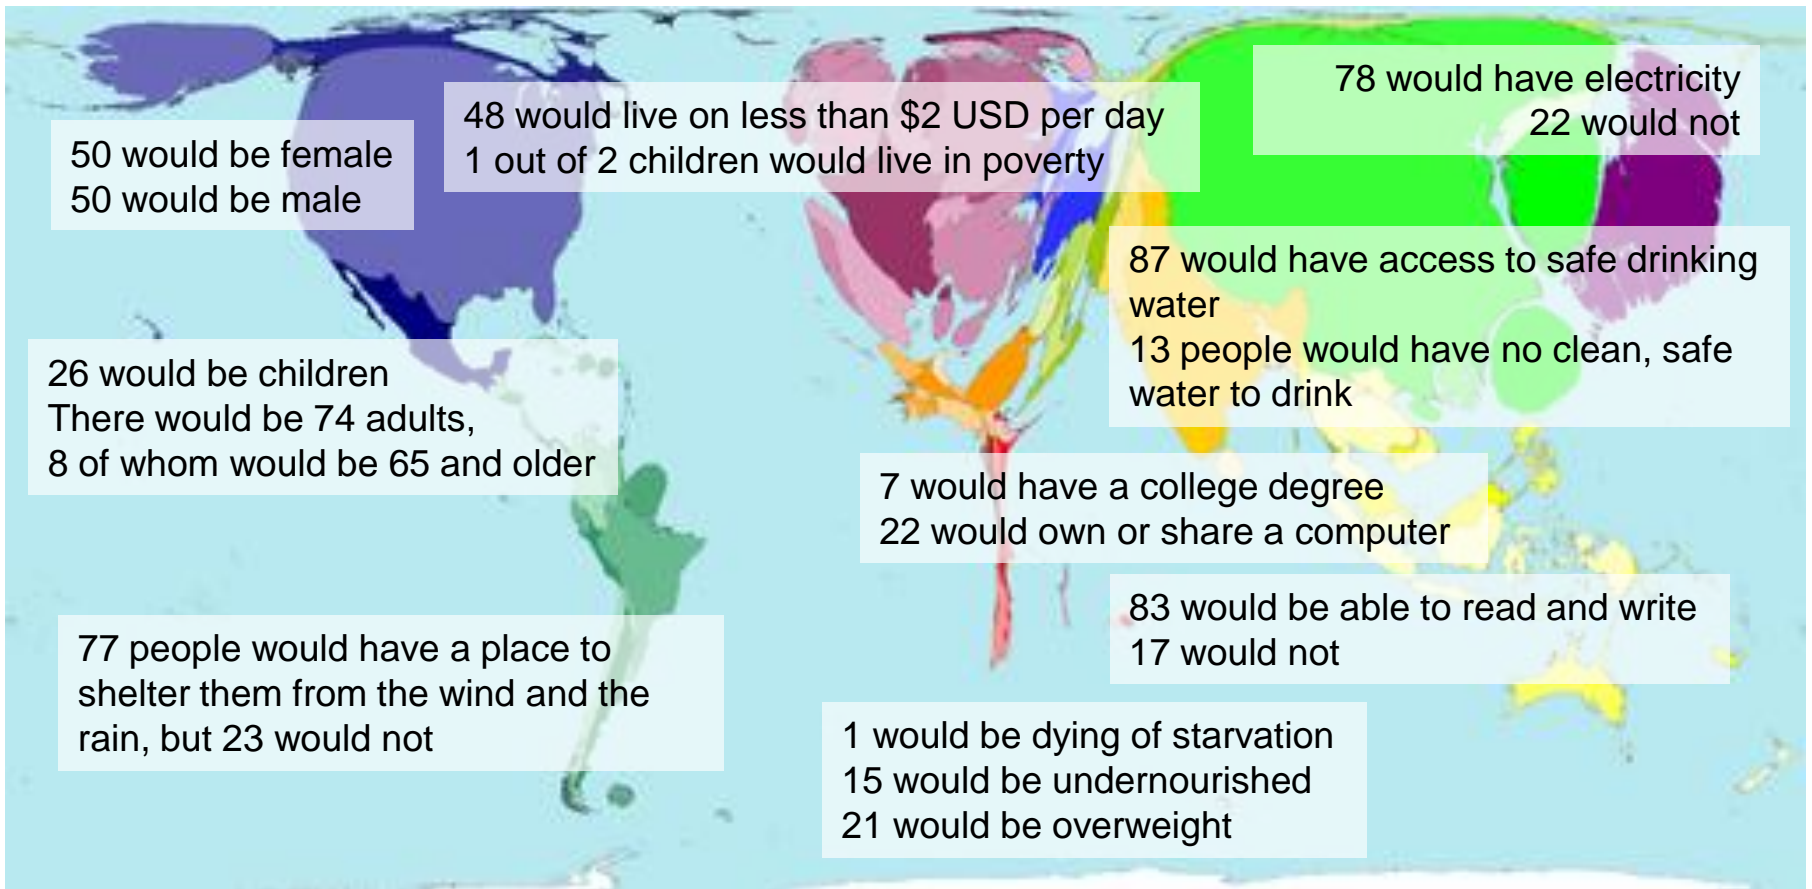 50 would be female
50 would be male
48 would live on less than $2 USD per day
1 out of 2 children would live in poverty
78 would have electricity
22 would not
87 would have access to safe drinking
water
13 people would have no clean, safe
water to drink
26 would be children
There would be 74 adults,
8 of whom would be 65 and older
7 would have a college degree
22 would own or share a computer
83 would be able to read and write
17 would not
77 people would have a place to
shelter them from the wind and the
rain, but 23 would not
1 would be dying of starvation
15 would be undernourished
21 would be overweight